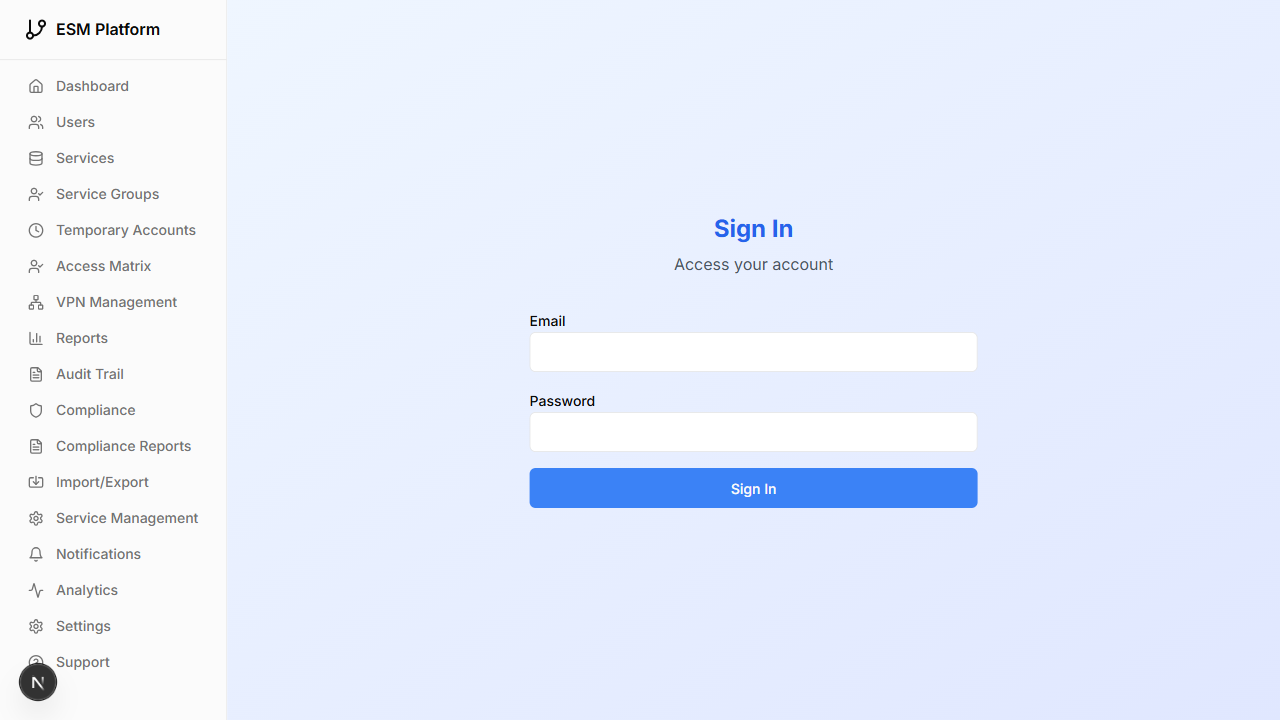 ESM Platform
Dashboard
Users
Services
Service Groups
Temporary Accounts
Access Matrix
VPN Management
Reports
Audit Trail
Compliance
Compliance Reports
Import/Export
Service Management
Notifications
Analytics
Settings
Support
N
Sign In
Access your account
Email
Password
Sign In